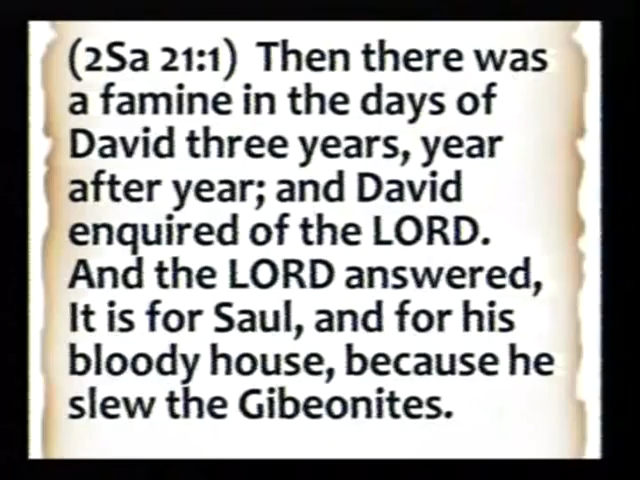 (2Sa 21:1)  Then there was
a famine in the days of
David three years, year
after year; and David
enquired of the LORD.
And the LORD answered,
It is for Saul, and for his
bloody house, because he
slew the Gibeonites.